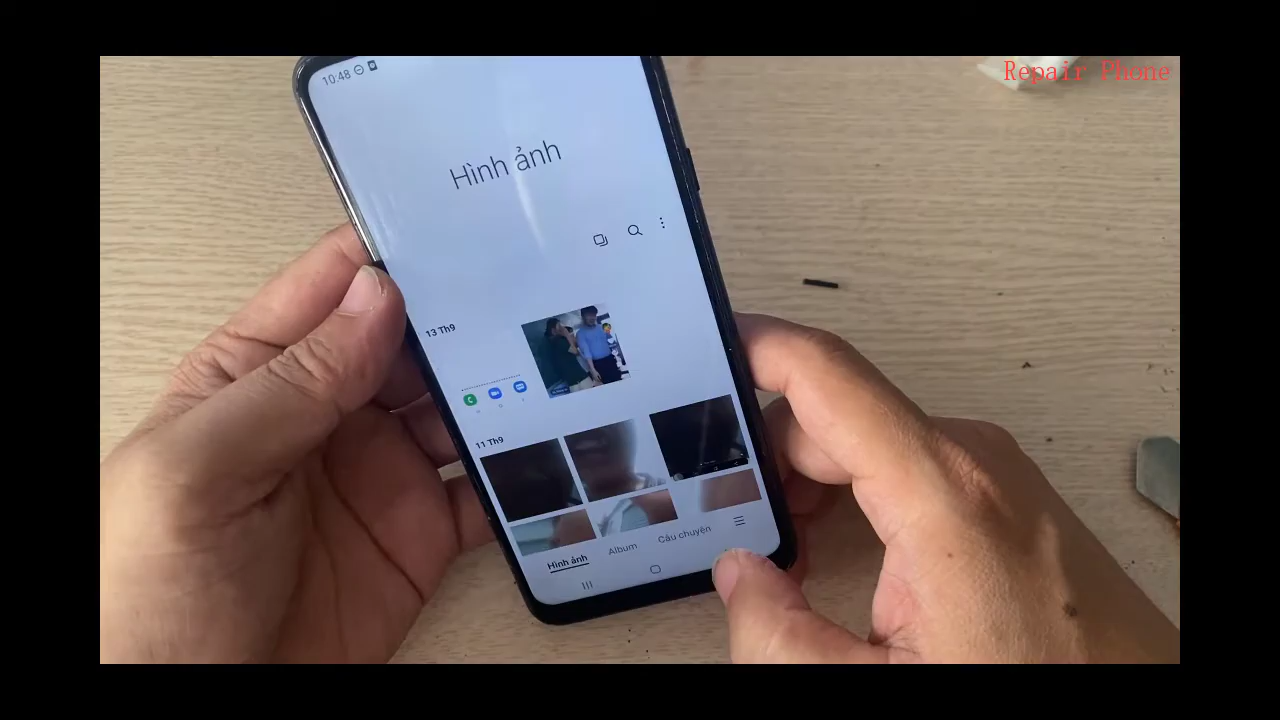 Repair Phone
10:48
Hình ảnh
13 Th9
11 Th9
Hình ảnh Album Câu chuyện